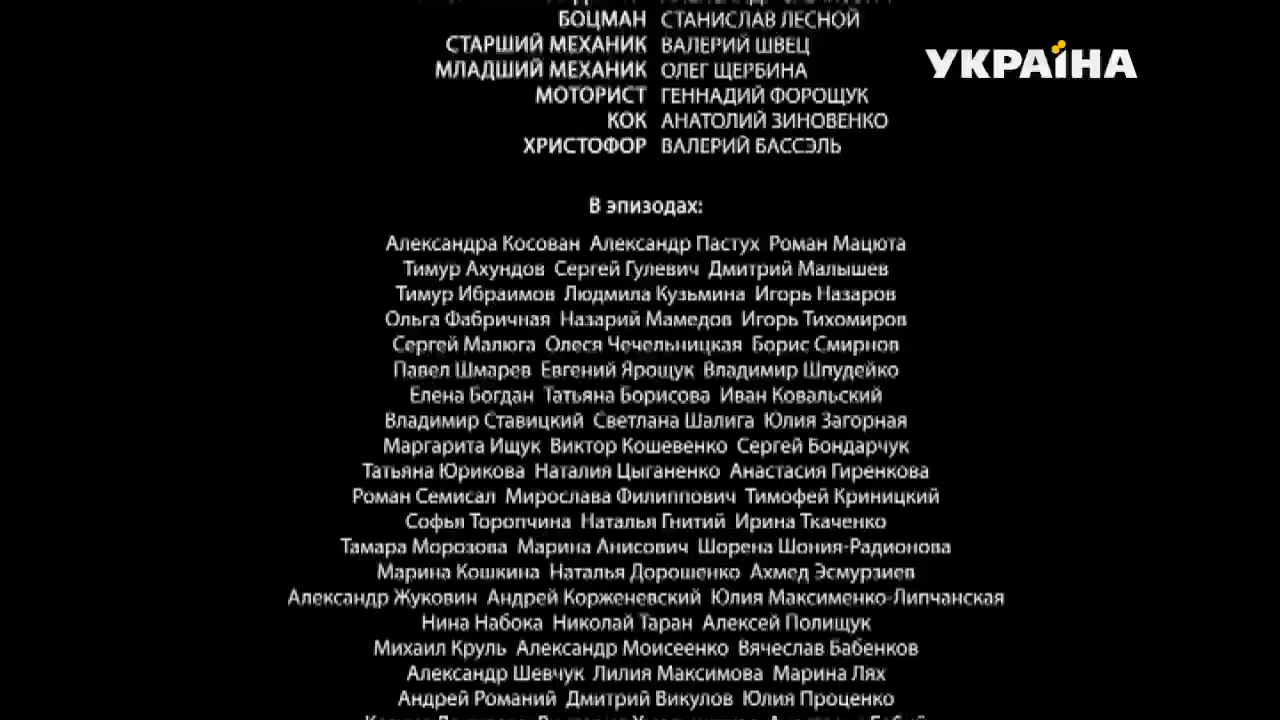 БОЦМАН СТАНИСЛАВ ЛЕСНОЙ
СТАРШИЙ МЕХАНИК ВАЛЕРИЙ ШВЕЦ
УКРАЇНА
МЛАДШИЙ МЕХАНИК ОЛЕГ ЩЕРБИНА
МОТОРИСТ ГЕННАДИЙ ФОРОЩУК
КОК АНАТОЛИЙ ЗИНОВЕНКО
ХРИСТОФОР ВАЛЕРИЙ БАССЭЛЬ
В эпизодах:
Александра Косован Александр Пастух Роман Мацюта
Тимур Ахундов Сергей Гулевич Дмитрий Малышев
Тимур Ибраимов Людмила Кузьмина Игорь Назаров
Ольга Фабричная Назарий Мамедов Игорь Тихомиров
Сергей Малюга Олеся Чечельницкая Борис Смирнов
Павел Шмарев Евгений Ярощук Владимир Шпудейко
Елена Богдан Татьяна Борисова Иван Ковальский
Владимир Ставицкий Светлана Шалига Юлия Загорная
Маргарита Ищук Виктор Кошевенко Сергей Бондарчук
Татьяна Юрикова Наталия Цыганенко Анастасия Гиренкова
Роман Семисал Мирослава Филиппович Тимофей Криницкий
Софья Торопчина Наталья Гнитий Ирина Ткаченко
Тамара Морозова Марина Анисович Шорена Шония-Радионова
Марина Кошкина Наталья Дорошенко Ахмед Эсмурзиев
Александр Жуковин Андрей Корженевский Юлия Максименко-Липчанская
Нина Набока Николай Таран Алексей Полищук
Михаил Круль Александр Моисеенко Вячеслав Бабенков
Александр Шевчук Лилия Максимова Марина Лях
Андрей Романий Дмитрий Викулов Юлия Проценко